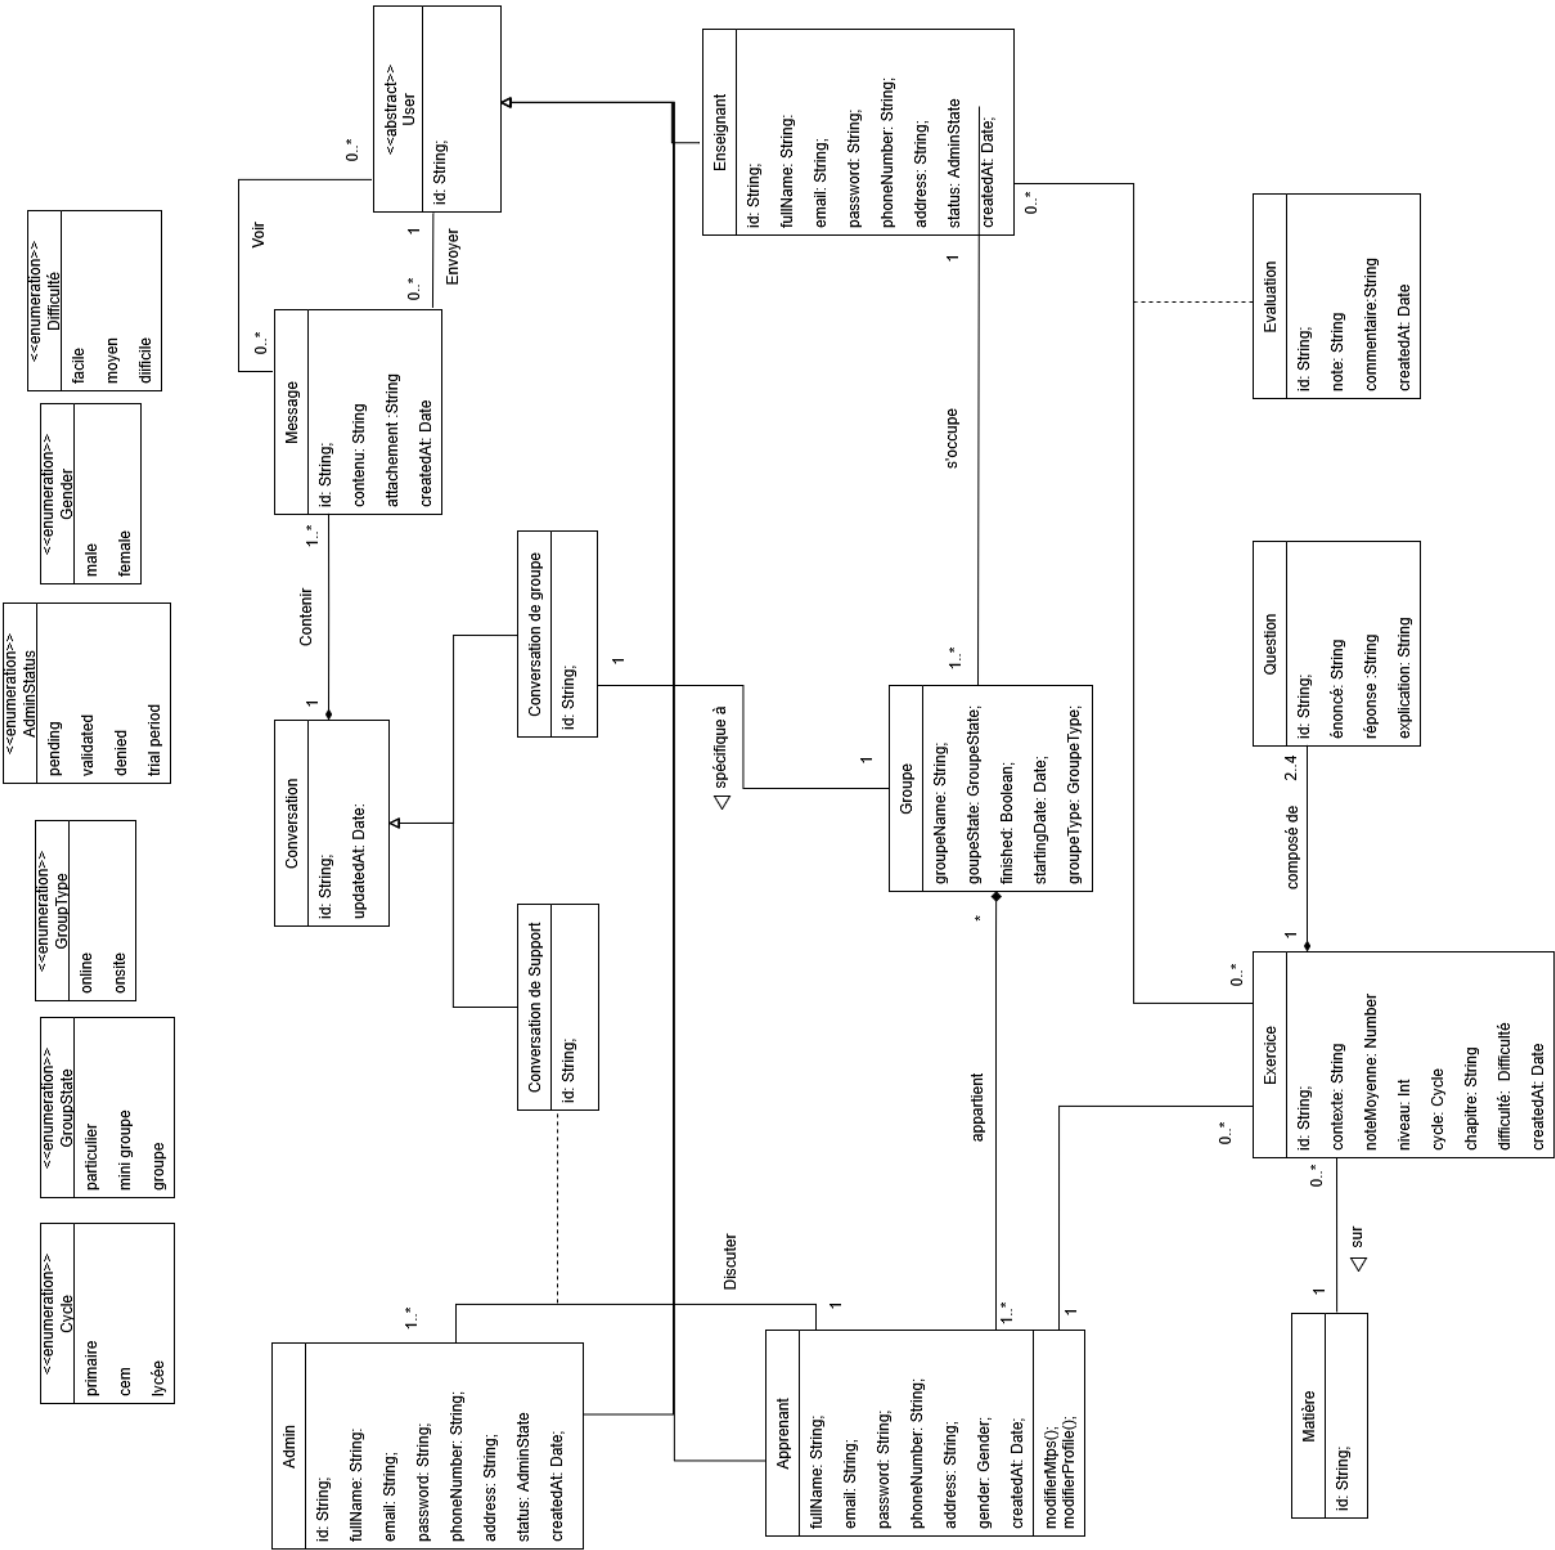 <<enumeration>>
Cycle
primaire
cem
lycée
<<enumeration>>
GroupState
particulier
mini groupe
groupe
<<enumeration>>
GroupType
online
onsite
<<enumeration>>
AdminStatus
pending
validated
denied
trial period
<<enumeration>>
Gender
male
female
<<enumeration>>
Difficulté
facile
moyen
diificile
Admin
id: String;
fullName: String:
email: String;
password: String;
phoneNumber: String;
address: String;
status: AdminState
createdAt: Date;
1..*
Conversation
id: String;
updatedAt: Date:
1
Contenir
1..*
Message
id: String;
contenu: String
attachement :String
createdAt: Date
0..*
Voir
0..*
0..*
Envoyer
1
<<abstract>>
User
id: String;
Conversation de Support
id: String;
Conversation de groupe
id: String;
1
Discuter
1
spécifique à
1
Enseignant
id: String;
fullName: String:
email: String;
password: String;
phoneNumber: String;
address: String;
status: AdminState
createdAt: Date;
0..*
Apprenant
fullName: String;
email: String;
password: String;
phoneNumber: String;
address: String;
gender: Gender;
createdAt: Date;
modifierMtps();
modifierProfile();
1..*
appartient
*
1
Groupe
groupeName: String;
goupeState: GroupeState;
finished: Boolean;
startingDate: Date;
groupeType: GroupeType;
1..*
s'occupe
1
Matière
id: String;
1
sur
0..*
0..*
0..*
Exercice
id: String;
contexte: String
noteMoyenne: Number
niveau: Int
cycle: Cycle
chapitre: String
difficulté: Difficulté
createdAt: Date
1
composé de
2..4
Question
id: String;
énoncé: String
réponse :String
explication: String
Evaluation
id: String;
note: String
commentaire:String
createdAt: Date